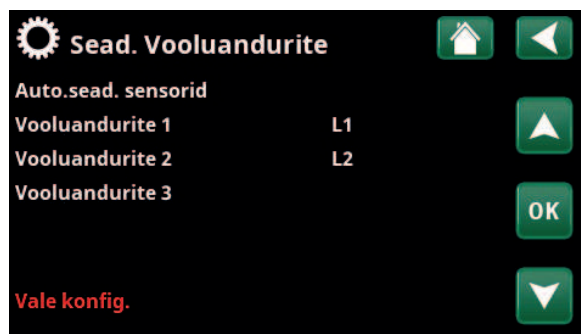 Sead. Vooluandurite
Auto.sead. sensorid
Vooluandurite 1 L1
Vooluandurite 2 L2
Vooluandurite 3
OK
Vale konfig.